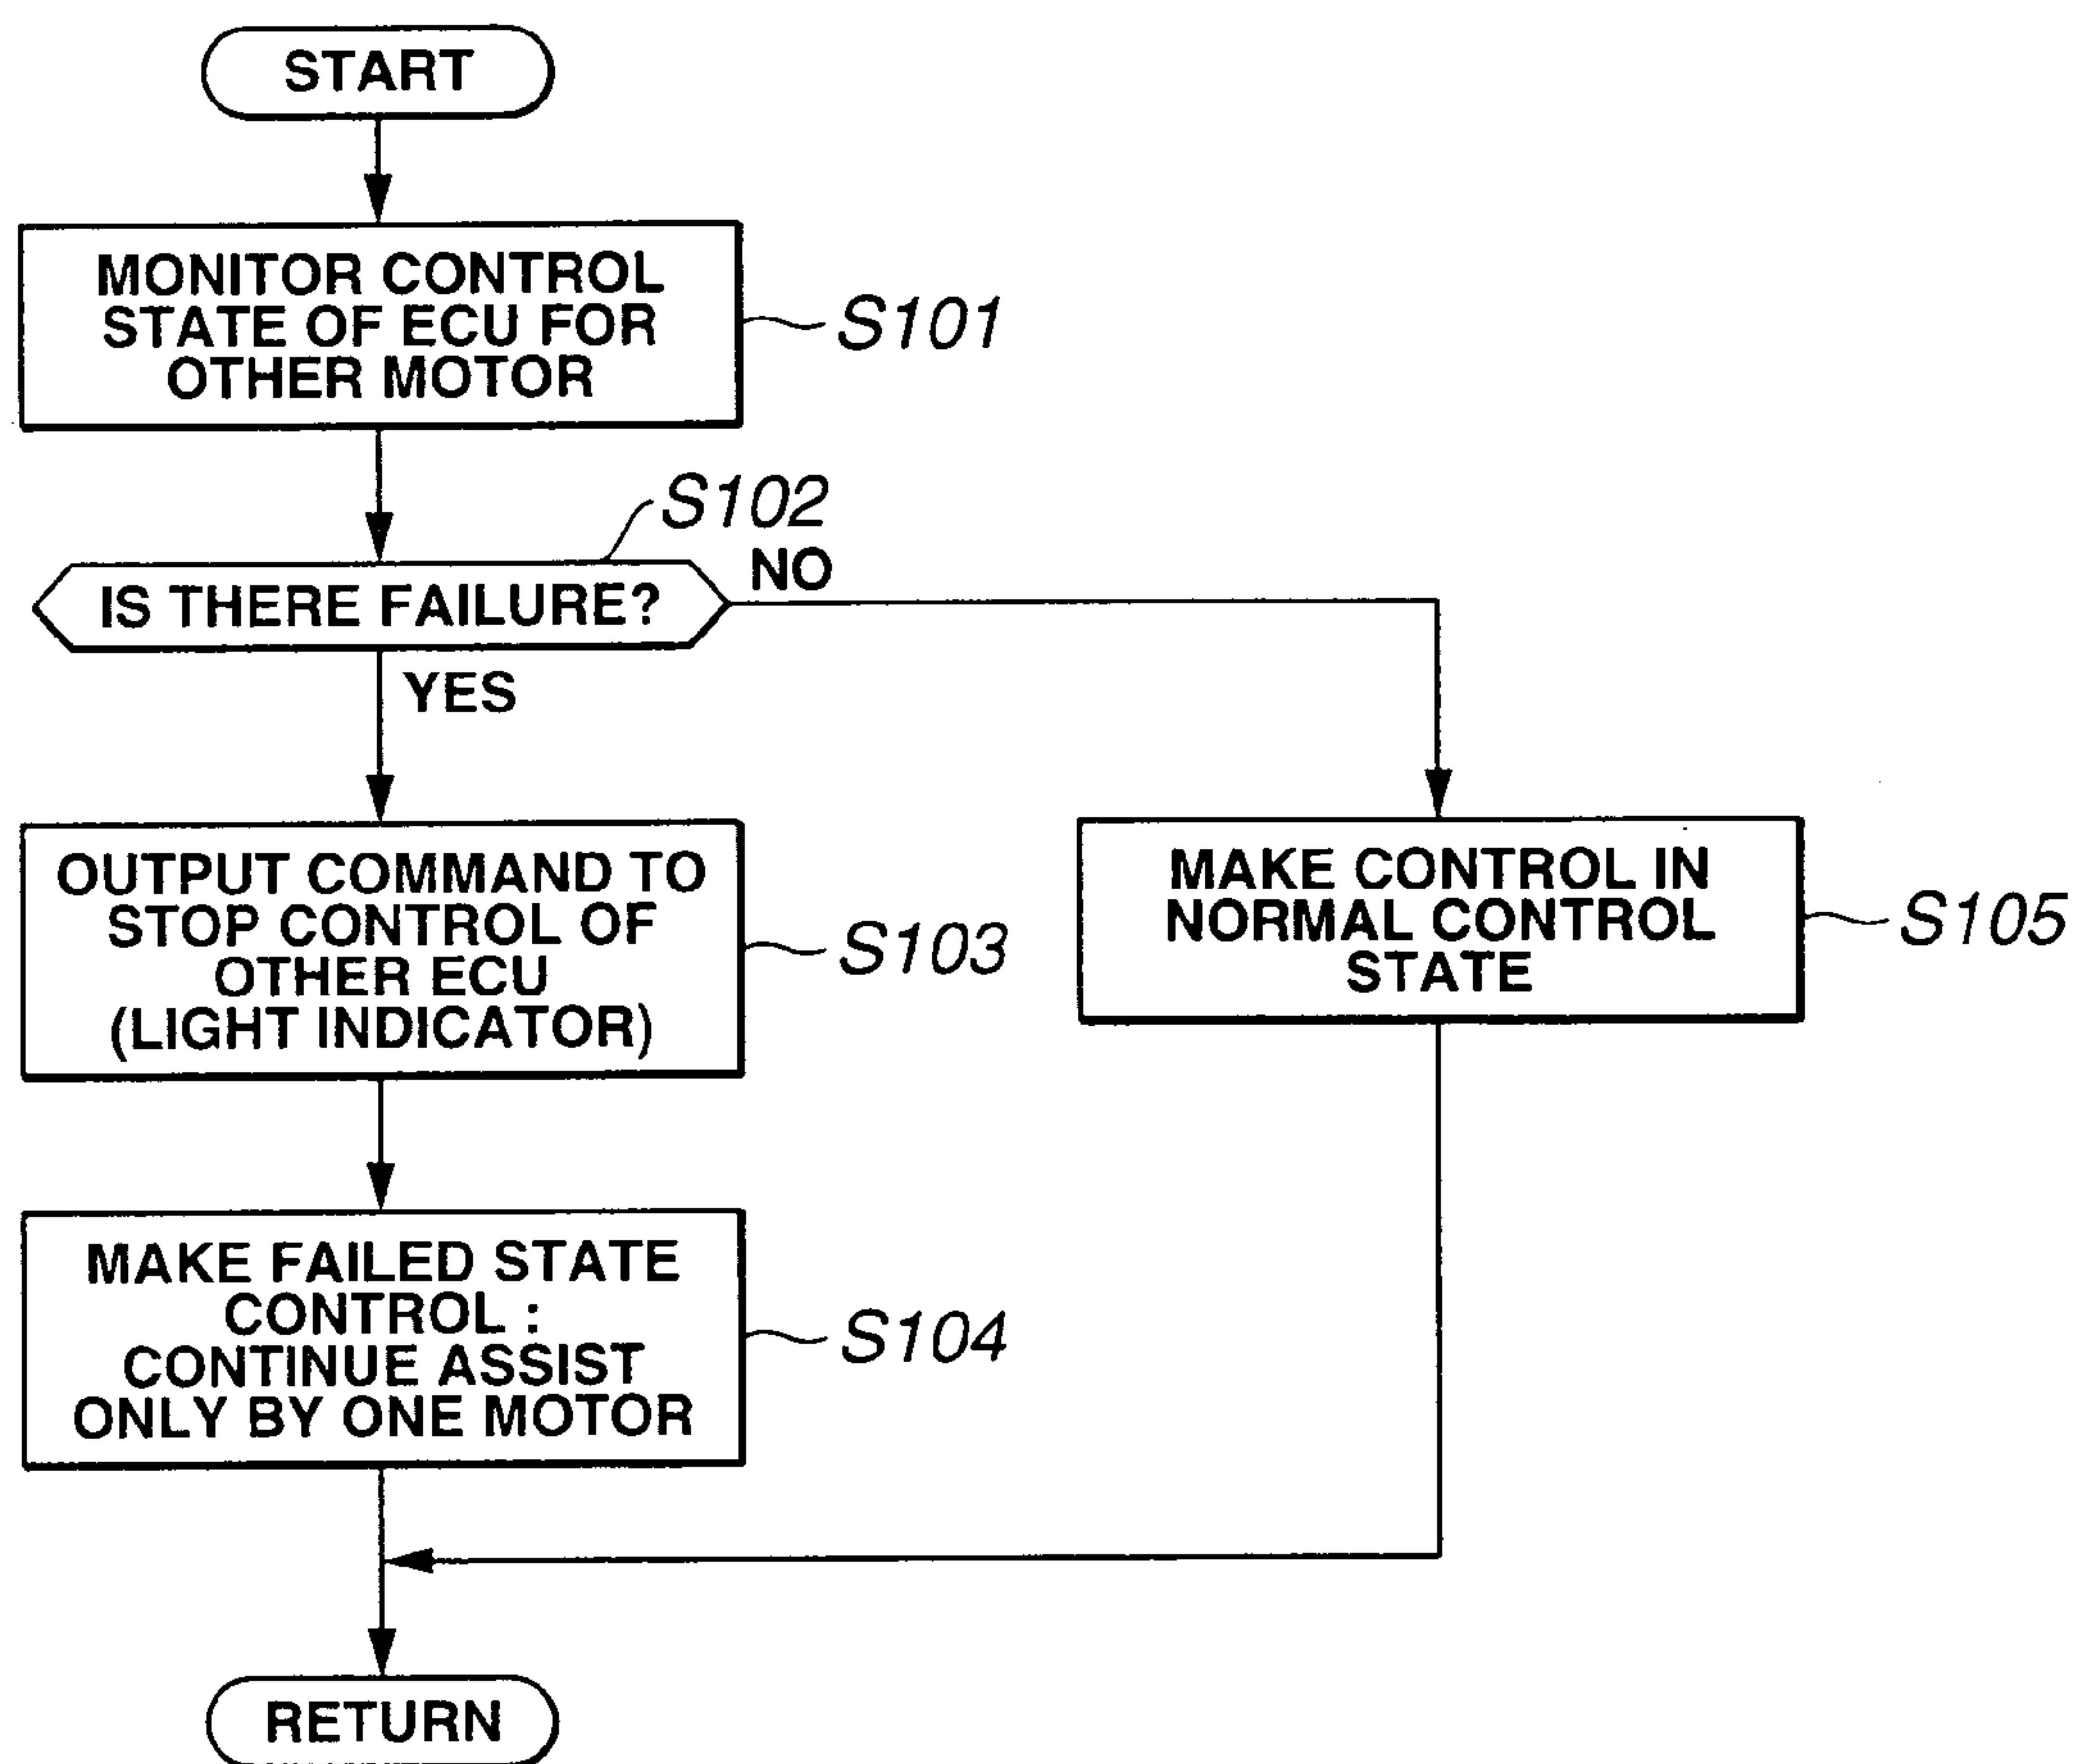 START
MONITOR CONTROL
STATE OF ECU FOR
OTHER MOTOR
S101
S102
IS THERE FAILURE?
NO
YES
OUTPUT COMMAND TO
STOP CONTROL OF
OTHER ECU
(LIGHT INDICATOR)
S103
MAKE CONTROL IN
NORMAL CONTROL
STATE
S105
MAKE FAILED STATE
CONTROL :
CONTINUE ASSIST
ONLY BY ONE MOTOR
S104
RETURN